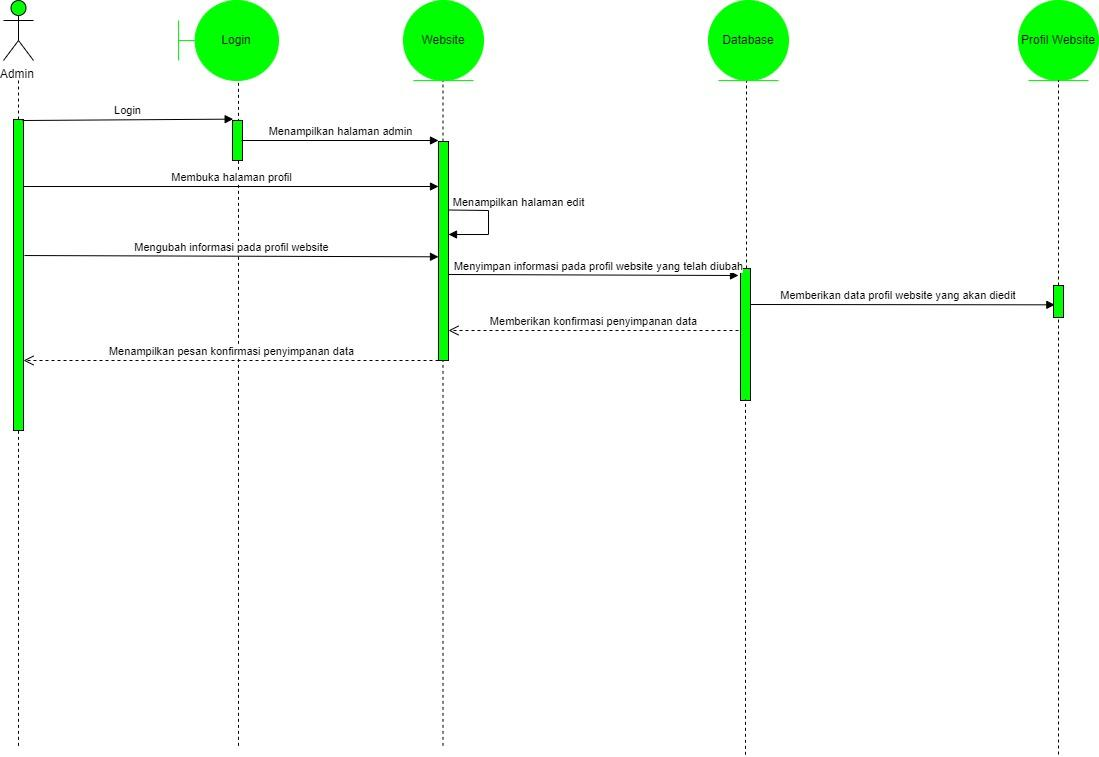 Login
Website
Database
Profil Website
Admin
Login
Menampilkan halaman admin
Membuka halaman profil
Menampilkan halaman edit
Mengubah informasi pada profil website
Menyimpan informasi pada profil website yang telah diubah
Memberikan data profil website yang akan diedit
Memberikan konfirmasi penyimpanan data
Menampilkan pesan konfirmasi penyimpanan data